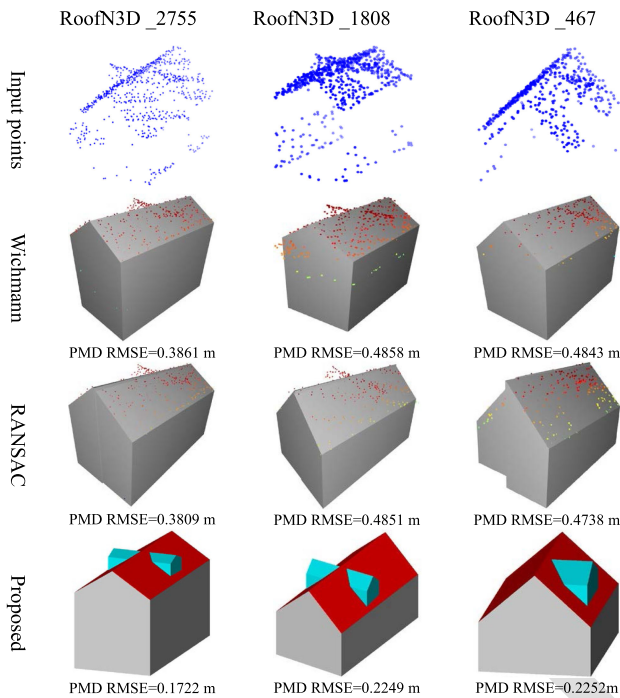 RoofN3D _2755 RoofN3D _1808 RoofN3D _467
Input points
Wichmann
PMD RMSE=0.3861 m PMD RMSE=0.4858 m PMD RMSE=0.4843 m
RANSAC
PMD RMSE=0.3809 m PMD RMSE=0.4851 m PMD RMSE=0.4738 m
Proposed
PMD RMSE=0.1722 m PMD RMSE=0.2249 m PMD RMSE=0.2252m